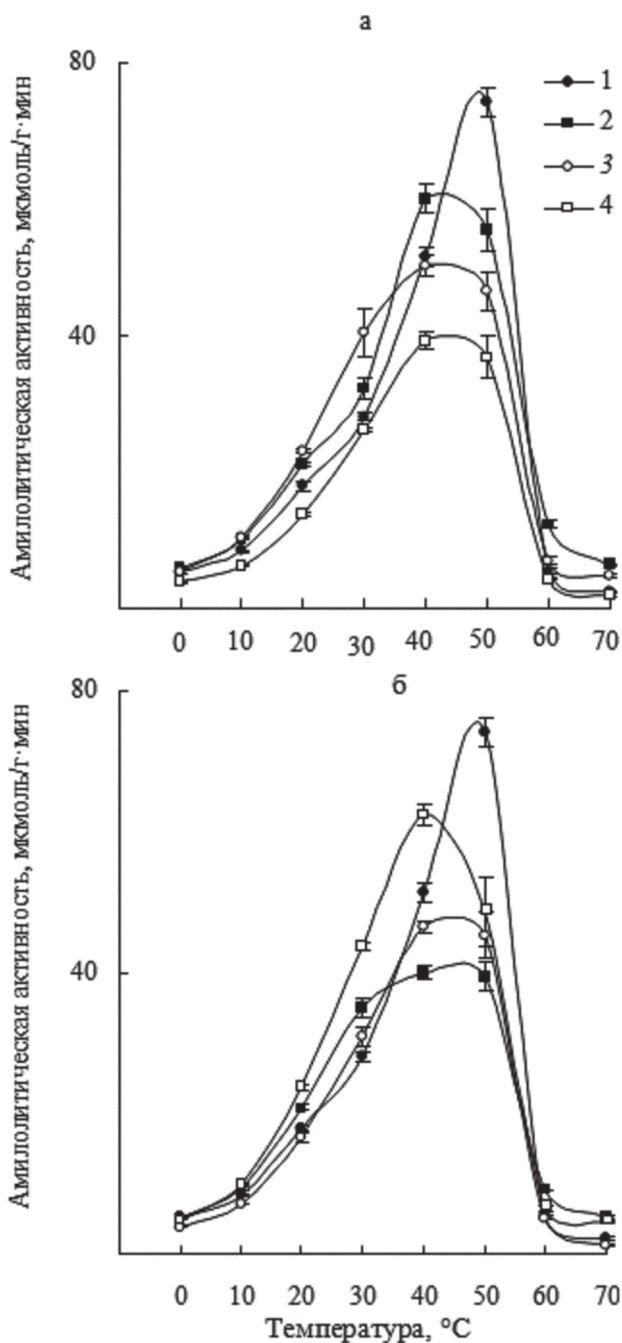 а
Амилолитическая активность, мкмоль/г·мин
80
40
1
2
3
4
0 10 20 30 40 50 60 70
б
Амилолитическая активность, мкмоль/г·мин
80
40
0 10 20 30 40 50 60 70
Температура, °C